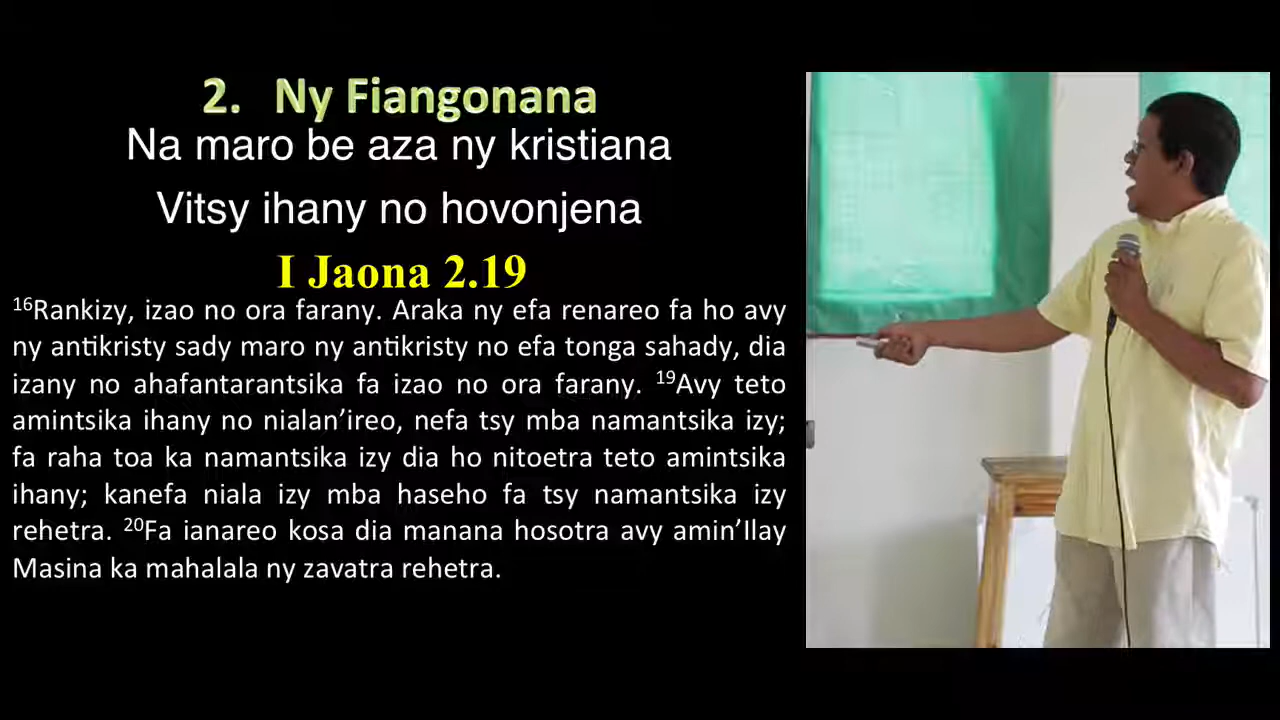 2. Ny Fiangonana
Na maro be aza ny kristiana
Vitsy ihany no hovonjena
I Jaona 2.19
¹⁶Rankizy, izao no ora farany. Araka ny efa renareo fa ho avy
ny antikristy sady maro ny antikristy no efa tonga sahady, dia
izany no ahafantarantsika fa izao no ora farany. ¹⁹Avy teto
amintsika ihany no nialan’ireo, nefa tsy mba namantsika izy;
fa raha toa ka namantsika izy dia ho nitoetra teto amintsika
ihany; kanefa niala izy mba haseho fa tsy namantsika izy
rehetra. ²⁰Fa ianareo kosa dia manana hosotra avy amin’Ilay
Masina ka mahalala ny zavatra rehetra.